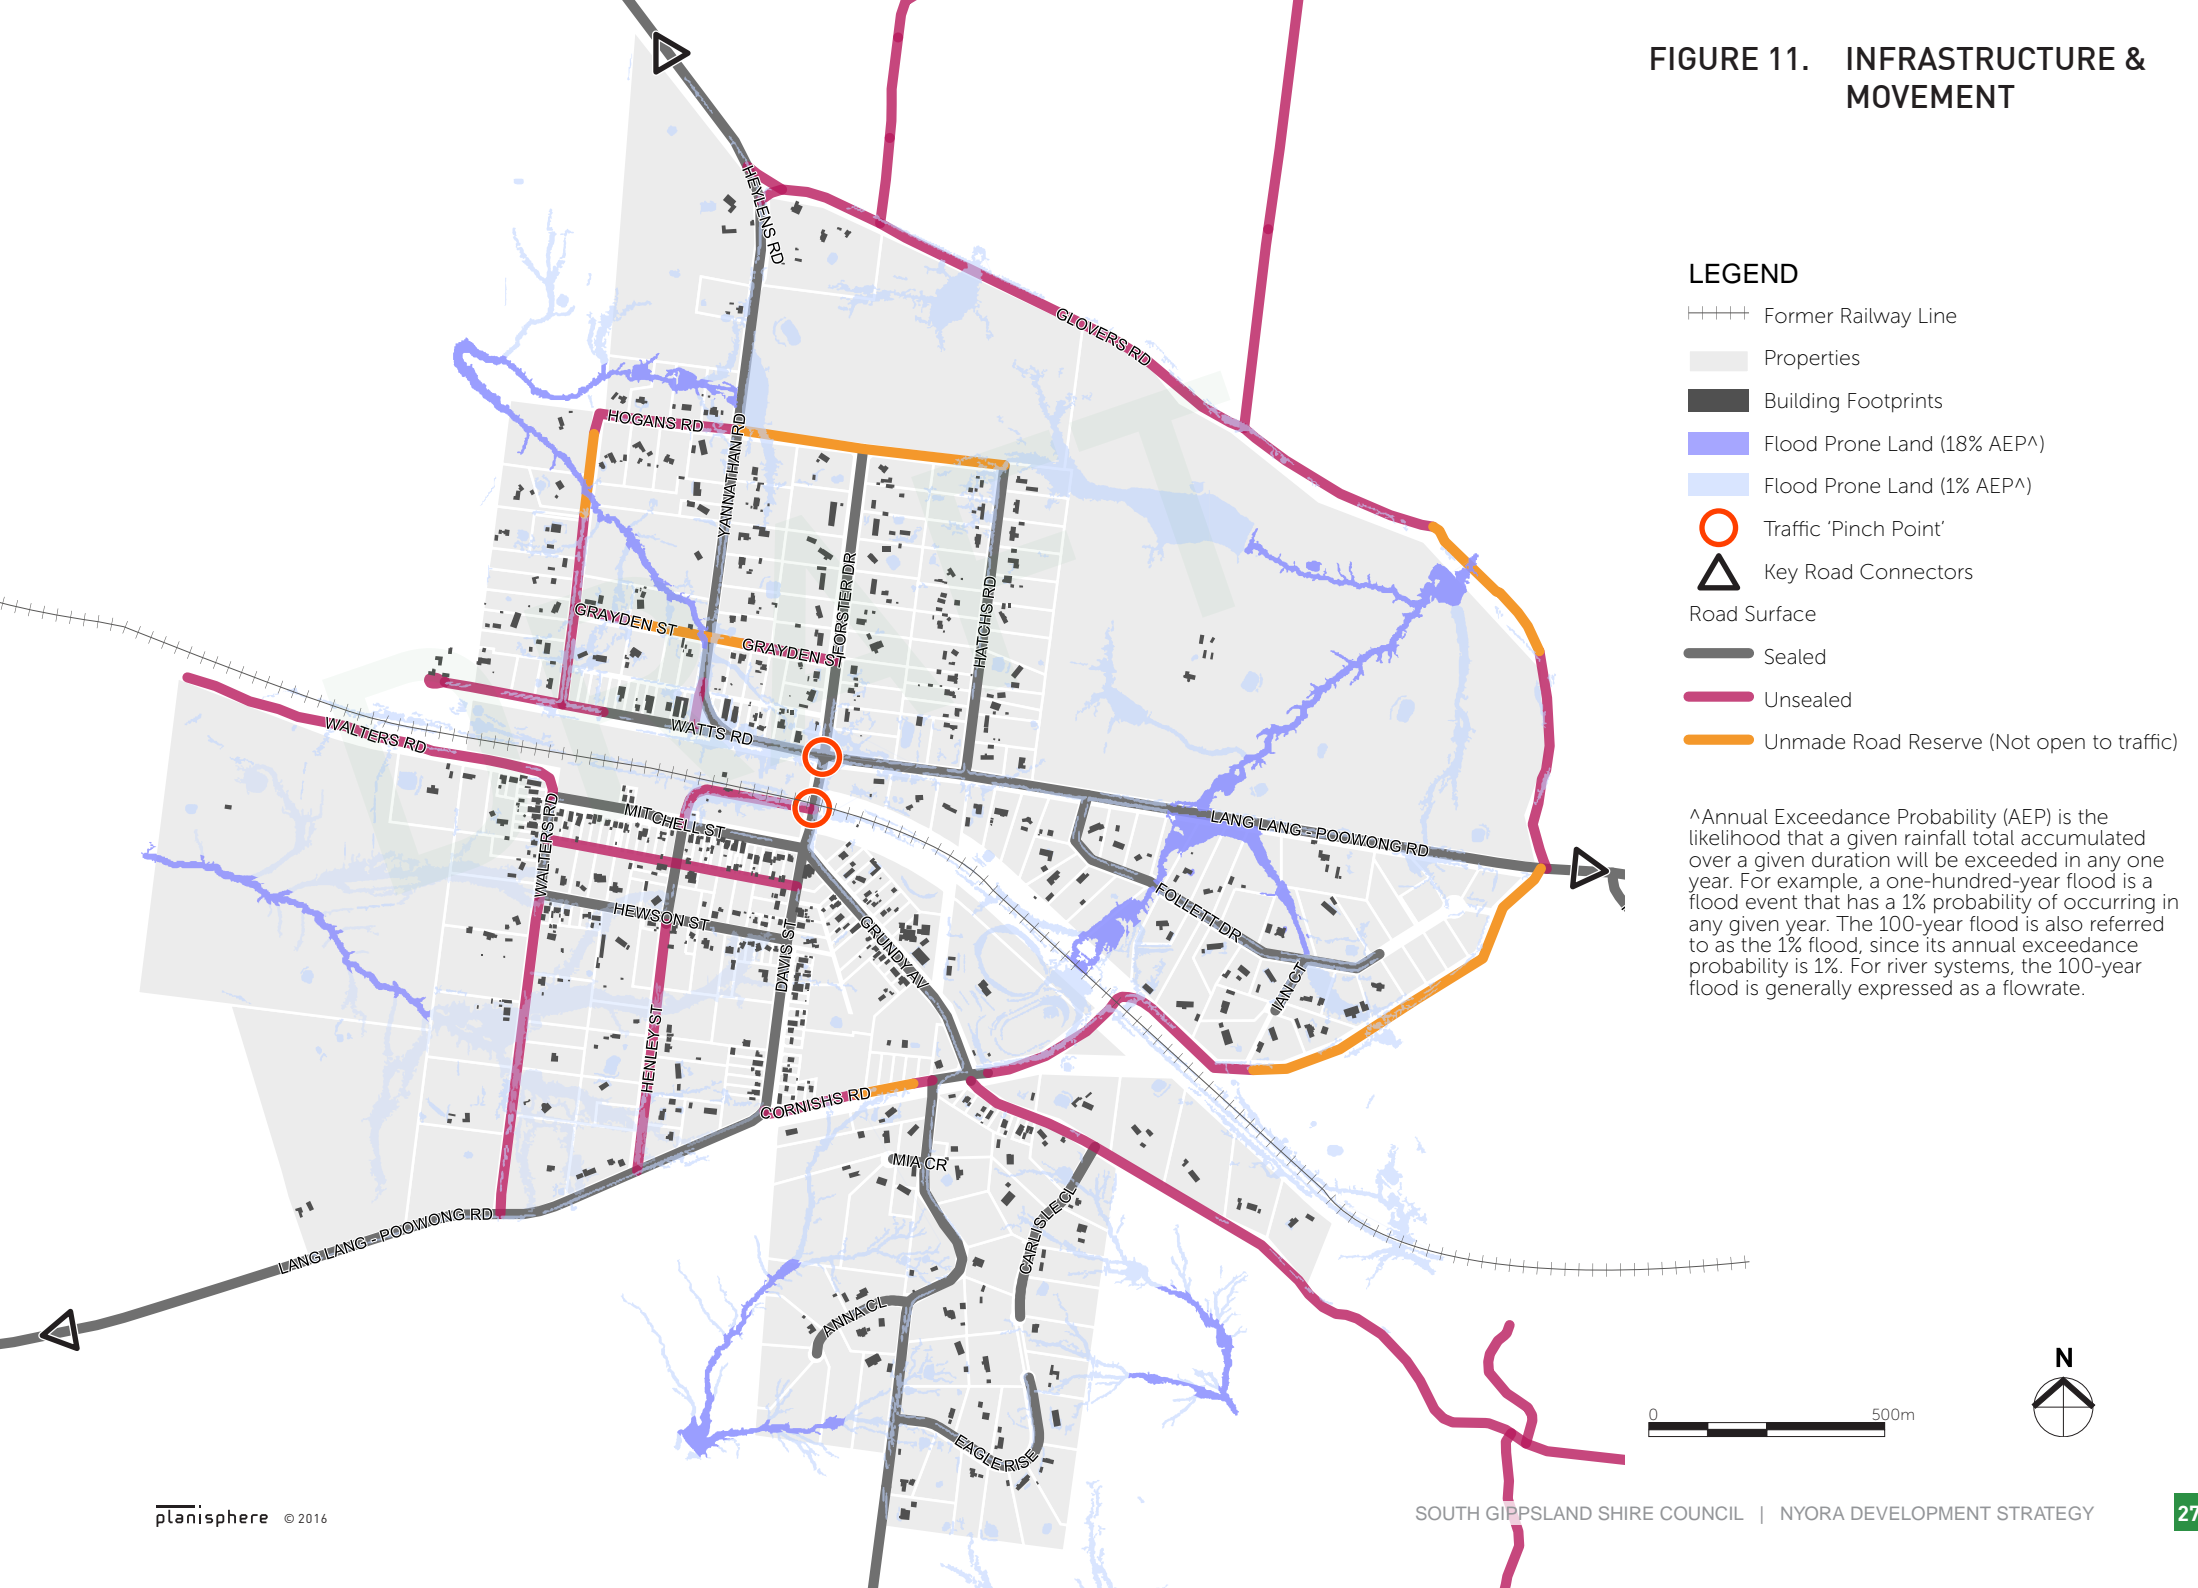 FIGURE 11. INFRASTRUCTURE &
MOVEMENT
LEGEND
Former Railway Line
Properties
Building Footprints
Flood Prone Land (18% AEP^)
Flood Prone Land (1% AEP^)
Traffic ‘Pinch Point’
Key Road Connectors
Road Surface
Sealed
Unsealed
Unmade Road Reserve (Not open to traffic)
^Annual Exceedance Probability (AEP) is the
likelihood that a given rainfall total accumulated
over a given duration will be exceeded in any one
year. For example, a one-hundred-year flood is a
flood event that has a 1% probability of occurring in
any given year. The 100-year flood is also referred
to as the 1% flood, since its annual exceedance
probability is 1%. For river systems, the 100-year
flood is generally expressed as a flowrate.
HEYLENS RD
GLOVERS RD
HOGANS RD
YANNATHAN RD
FORSTER DR
HATCHS RD
GRAYDEN ST
GRAYDEN ST
WATTS RD
WALTERS RD
MITCHELL ST
WALTERS RD
LANG LANG - POOWONG RD
FOLLETT DR
HEWSON ST
GRUNDY AV
DAVIS ST
IAN CT
HENLEY ST
CORNISHS RD
MIA CR
CARLISLE CL
LANG LANG - POOWONG RD
ANNA CL
EAGLE RISE
N
0 500m
planisphere © 2016
SOUTH GIPPSLAND SHIRE COUNCIL | NYORA DEVELOPMENT STRATEGY
27